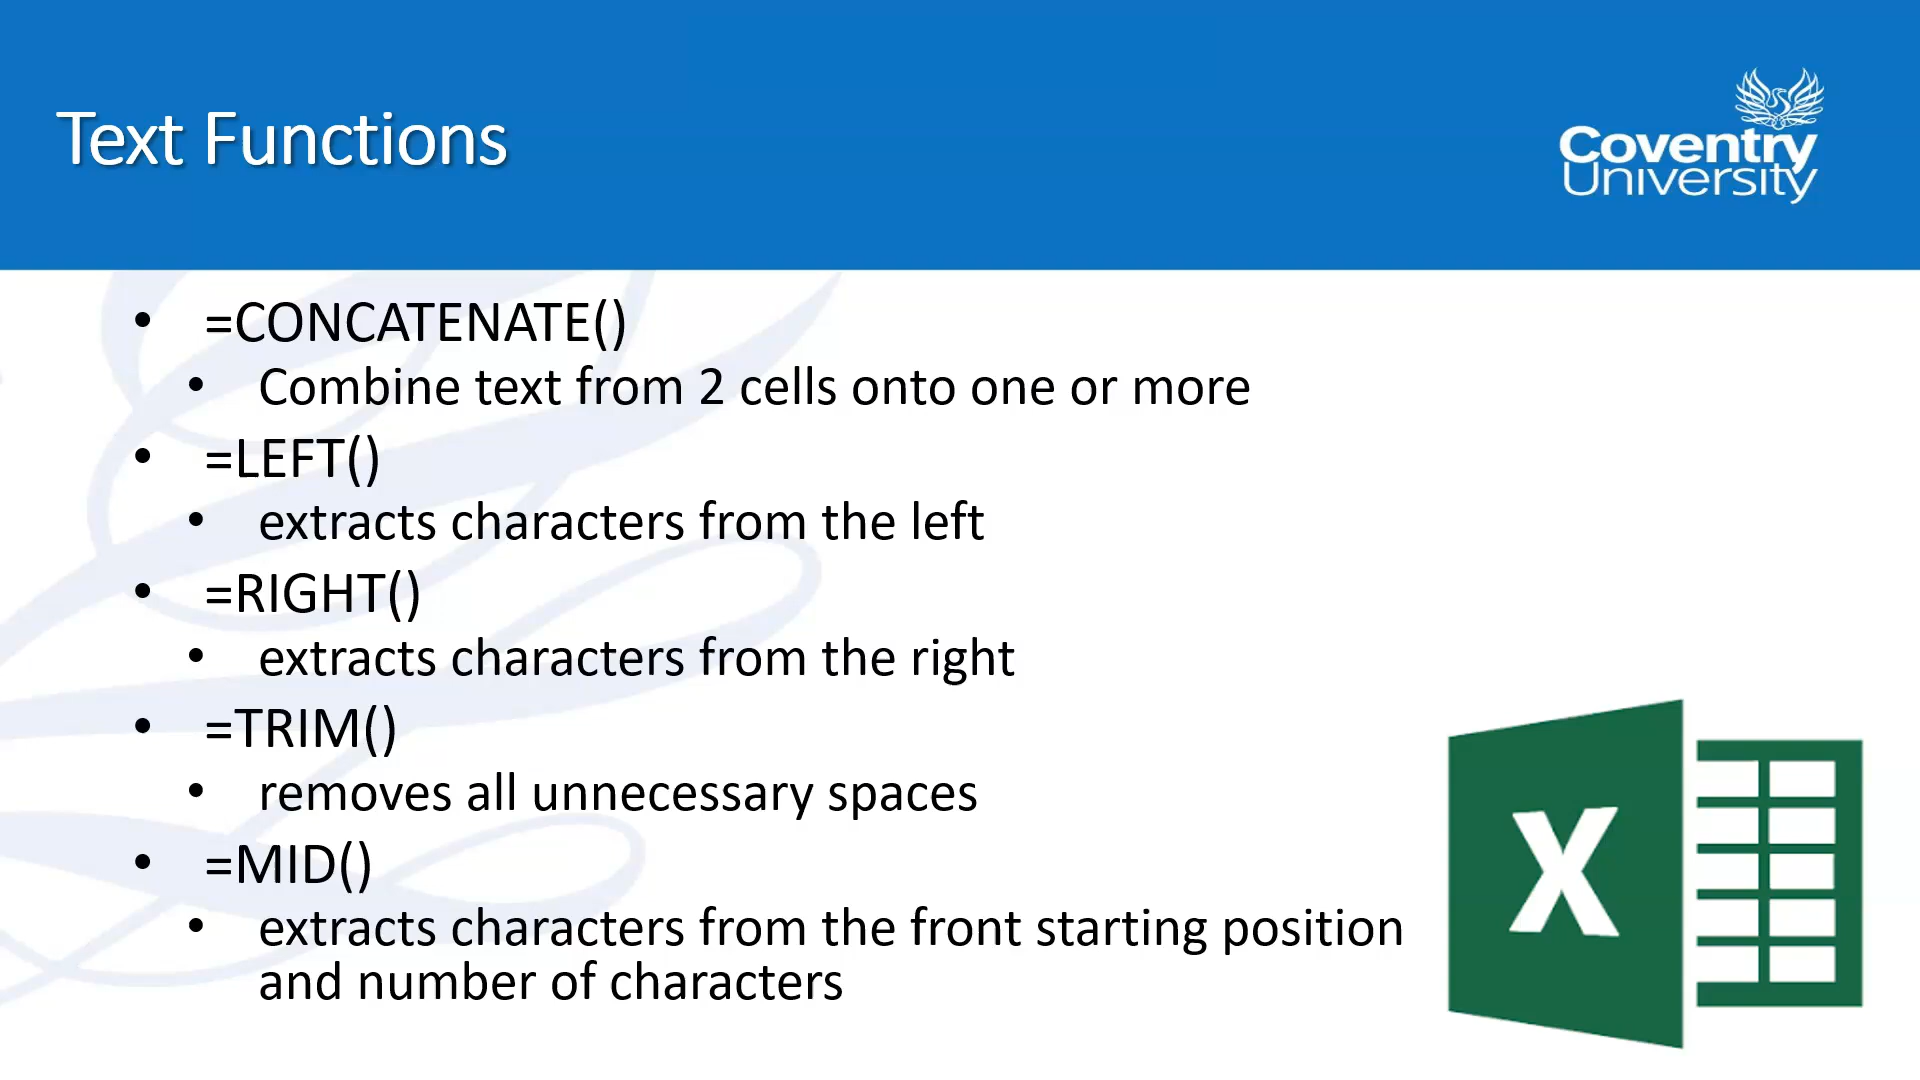 Text Functions
Coventry
University
• =CONCATENATE()
• Combine text from 2 cells onto one or more
• =LEFT()
• extracts characters from the left
• =RIGHT()
• extracts characters from the right
• =TRIM()
• removes all unnecessary spaces
• =MID()
• extracts characters from the front starting position
and number of characters
X